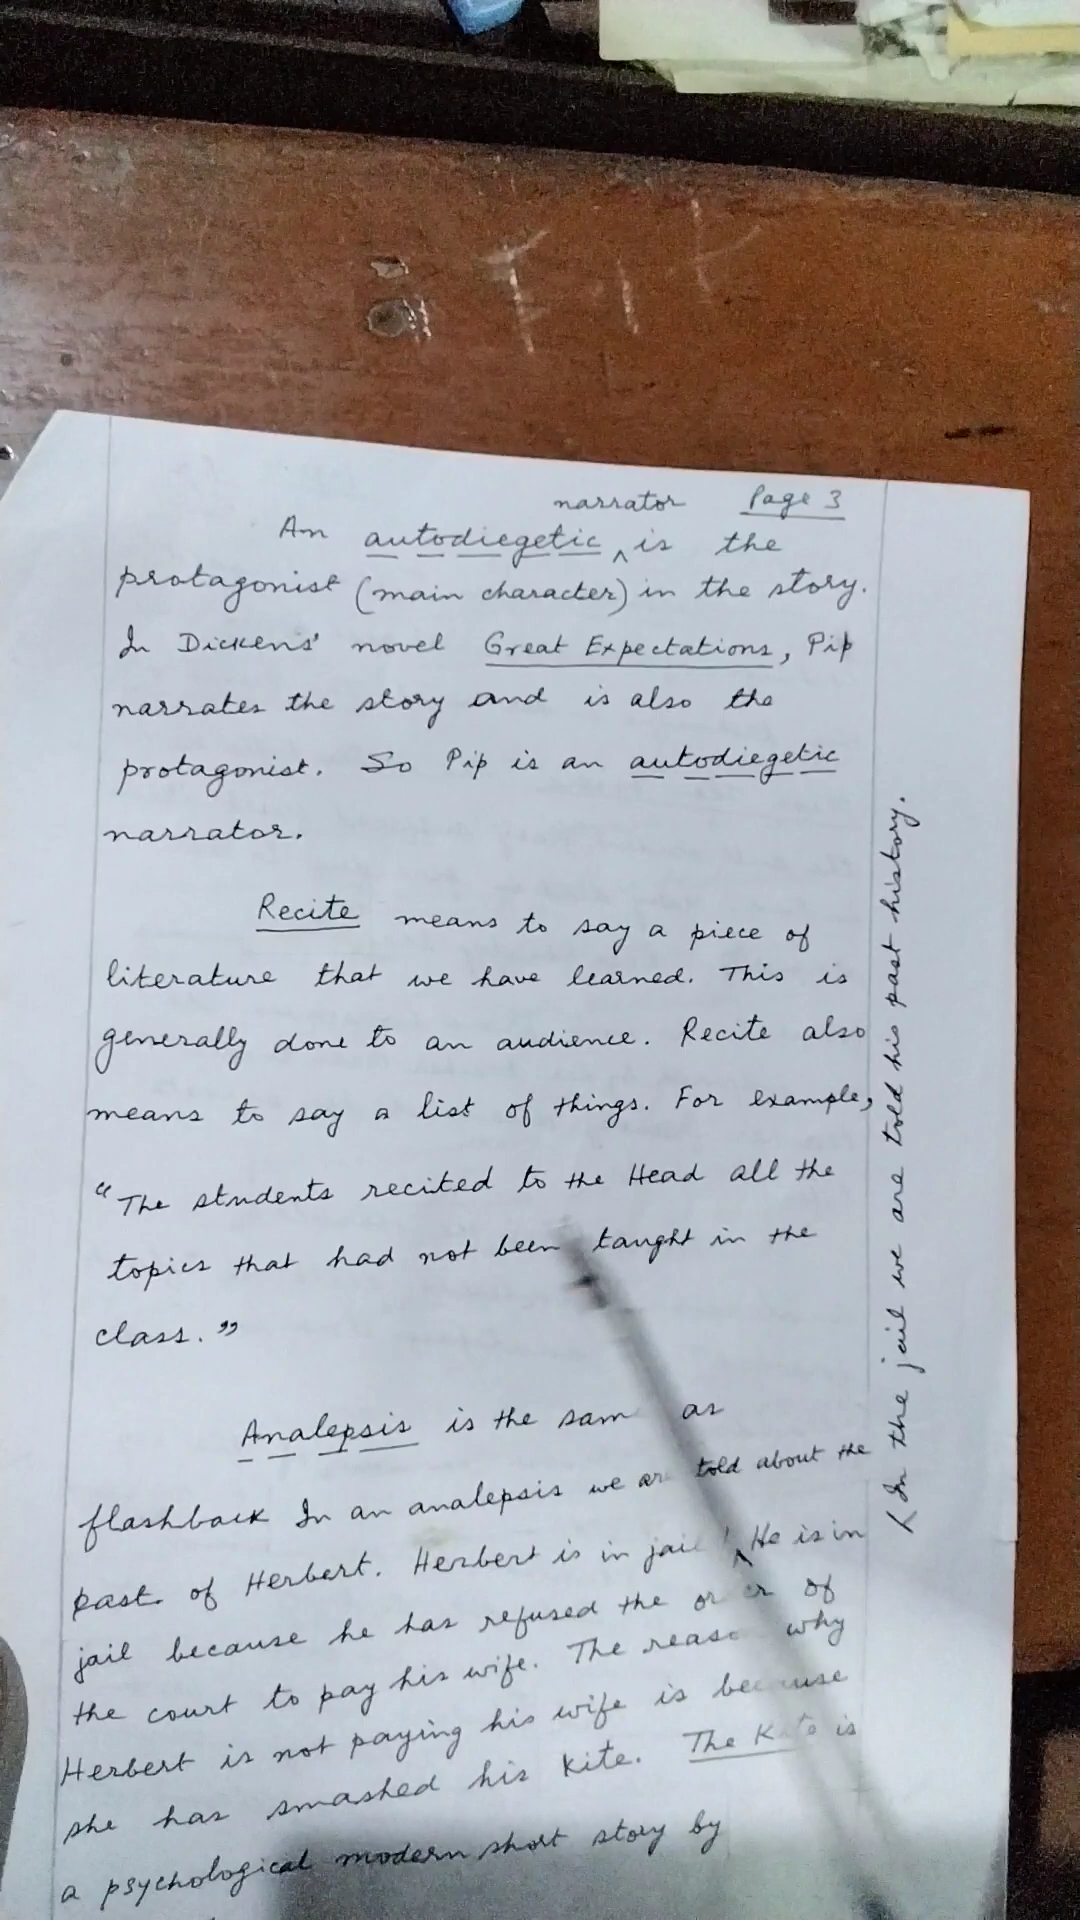 Page 3
narrator
An autodiegetic ^ is the
protagonist (main character) in the story.
In Dickens' novel Great Expectations, Pip
narrates the story and is also the
protagonist. So Pip is an autodiegetic
narrator.
Recite means to say a piece of
literature that we have learned. This is
generally done to an audience. Recite also
means to say a list of things. For example,
"The students recited to the Head all the
topics that had not been taught in the
class."
Analepsis is the same as
flashback In an analepsis we are told about the
past of Herbert. Herbert is in jail ^ He is in
jail because he has refused the order of
the court to pay his wife. The reason why
Herbert is not paying his wife is because
she has smashed his kite. The Kite is
a psychological modern short story by
In the jail we are told his past history.